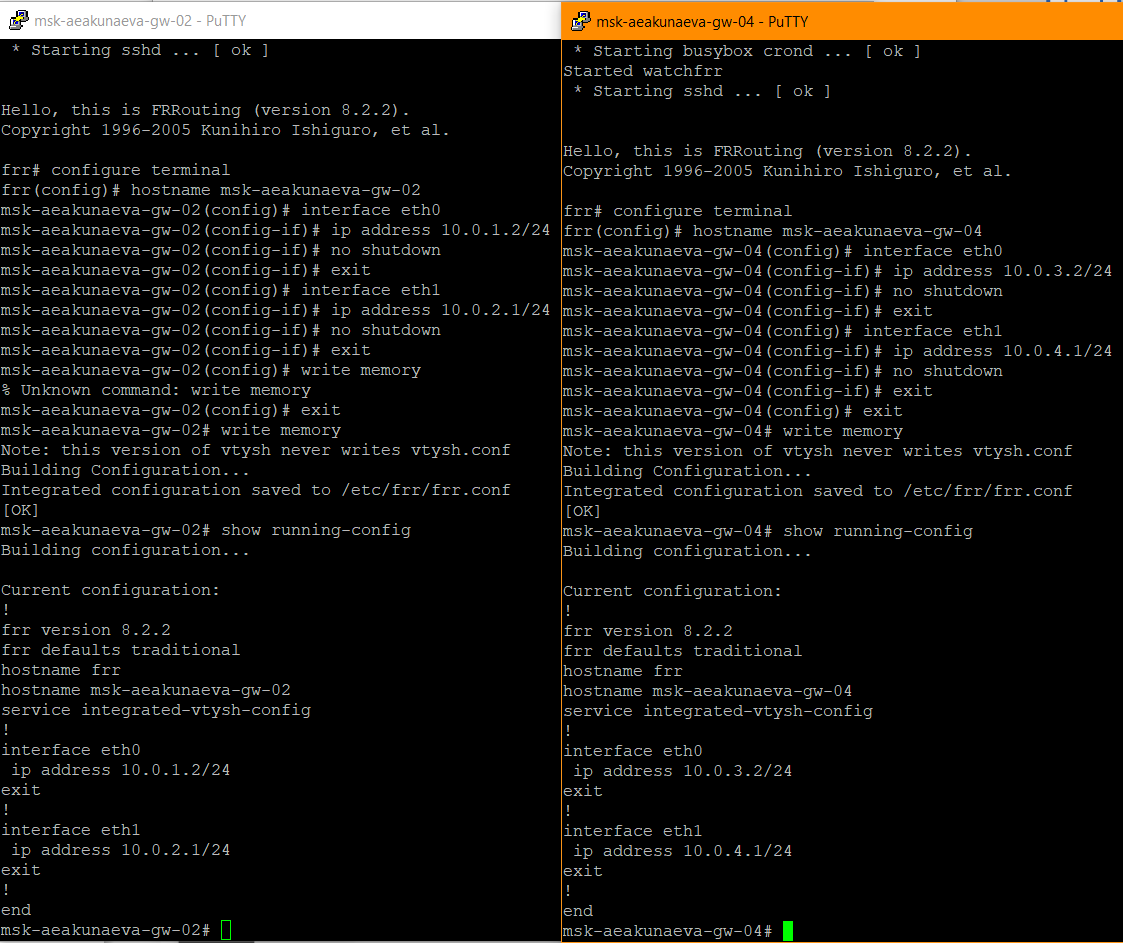 msk-aeakunaeva-gw-02 - PuTTY
 * Starting sshd ... [ ok ]
Hello, this is FRRouting (version 8.2.2).
Copyright 1996-2005 Kunihiro Ishiguro, et al.
frr# configure terminal
frr(config)# hostname msk-aeakunaeva-gw-02
msk-aeakunaeva-gw-02(config)# interface eth0
msk-aeakunaeva-gw-02(config-if)# ip address 10.0.1.2/24
msk-aeakunaeva-gw-02(config-if)# no shutdown
msk-aeakunaeva-gw-02(config-if)# exit
msk-aeakunaeva-gw-02(config)# interface eth1
msk-aeakunaeva-gw-02(config-if)# ip address 10.0.2.1/24
msk-aeakunaeva-gw-02(config-if)# no shutdown
msk-aeakunaeva-gw-02(config-if)# exit
msk-aeakunaeva-gw-02(config)# write memory
% Unknown command: write memory
msk-aeakunaeva-gw-02(config)# exit
msk-aeakunaeva-gw-02# write memory
Note: this version of vtysh never writes vtysh.conf
Building Configuration...
Integrated configuration saved to /etc/frr/frr.conf
[OK]
msk-aeakunaeva-gw-02# show running-config
Building configuration...
Current configuration:
!
frr version 8.2.2
frr defaults traditional
hostname frr
hostname msk-aeakunaeva-gw-02
service integrated-vtysh-config
!
interface eth0
 ip address 10.0.1.2/24
exit
!
interface eth1
 ip address 10.0.2.1/24
exit
!
end
msk-aeakunaeva-gw-02#
msk-aeakunaeva-gw-04 - PuTTY
 * Starting busybox crond ... [ ok ]
Started watchfrr
 * Starting sshd ... [ ok ]
Hello, this is FRRouting (version 8.2.2).
Copyright 1996-2005 Kunihiro Ishiguro, et al.
frr# configure terminal
frr(config)# hostname msk-aeakunaeva-gw-04
msk-aeakunaeva-gw-04(config)# interface eth0
msk-aeakunaeva-gw-04(config-if)# ip address 10.0.3.2/24
msk-aeakunaeva-gw-04(config-if)# no shutdown
msk-aeakunaeva-gw-04(config-if)# exit
msk-aeakunaeva-gw-04(config)# interface eth1
msk-aeakunaeva-gw-04(config-if)# ip address 10.0.4.1/24
msk-aeakunaeva-gw-04(config-if)# no shutdown
msk-aeakunaeva-gw-04(config-if)# exit
msk-aeakunaeva-gw-04(config)# exit
msk-aeakunaeva-gw-04# write memory
Note: this version of vtysh never writes vtysh.conf
Building Configuration...
Integrated configuration saved to /etc/frr/frr.conf
[OK]
msk-aeakunaeva-gw-04# show running-config
Building configuration...
Current configuration:
!
frr version 8.2.2
frr defaults traditional
hostname frr
hostname msk-aeakunaeva-gw-04
service integrated-vtysh-config
!
interface eth0
 ip address 10.0.3.2/24
exit
!
interface eth1
 ip address 10.0.4.1/24
exit
!
end
msk-aeakunaeva-gw-04#